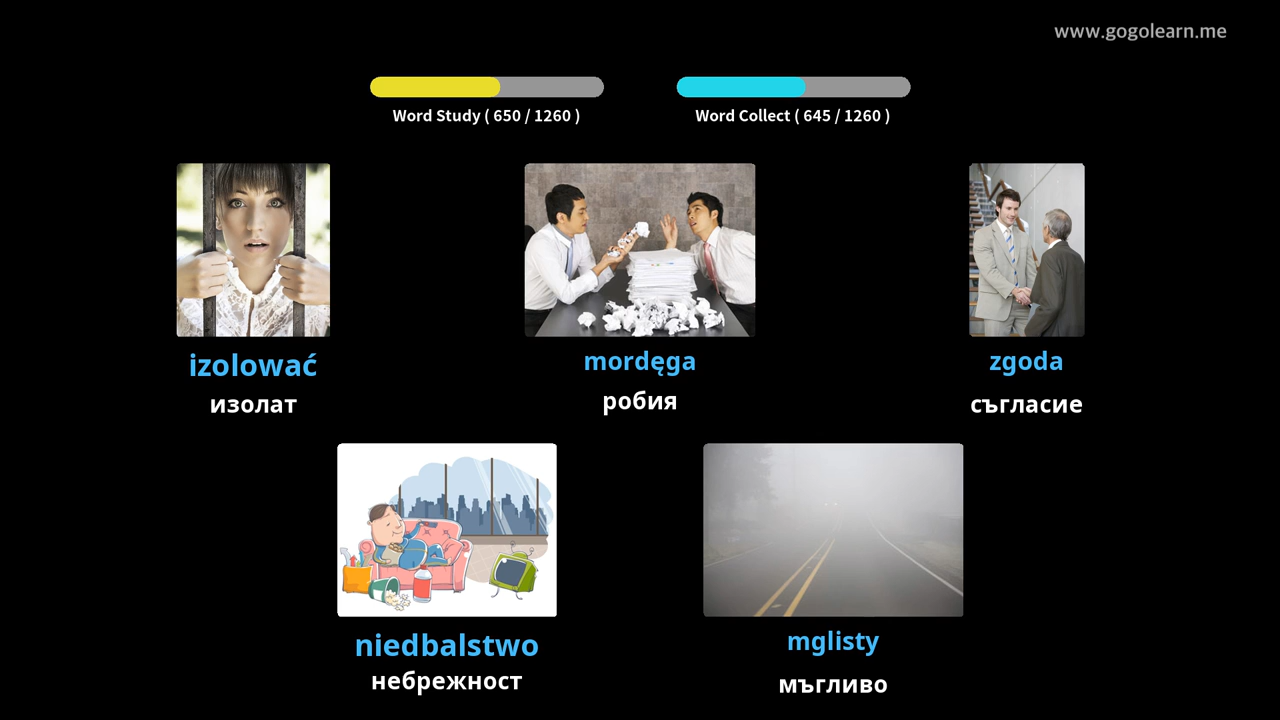 www.gogolearn.me
Word Study ( 650 / 1260 )
Word Collect ( 645 / 1260 )
izolować
изолат
mordęga
робия
zgoda
съгласие
niedbalstwo
небрежност
mglisty
мъгливо